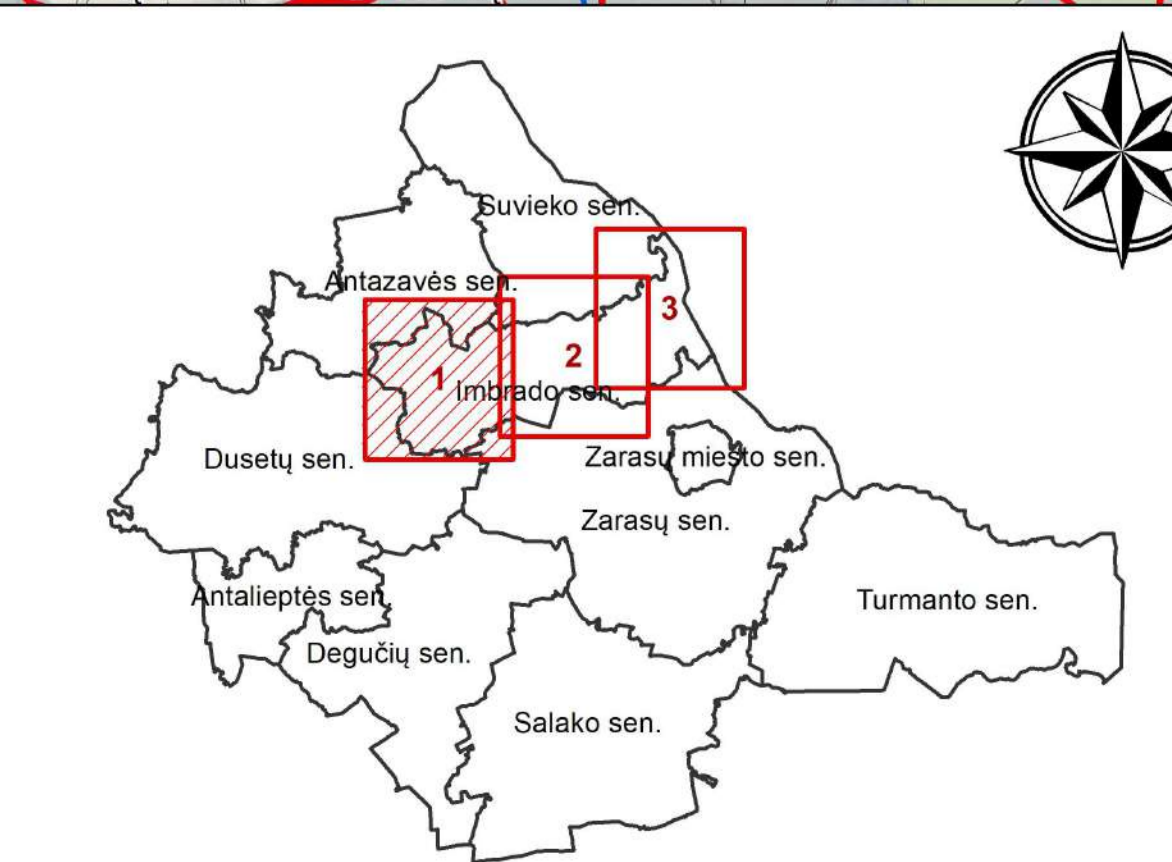 Suvieko sen.
Antazavės sen.
3
2
1
Imbrado sen.
Dusetų sen.
Zarasų miesto sen.
Zarasų sen.
Antalieptės sen.
Turmanto sen.
Degučių sen.
Salako sen.